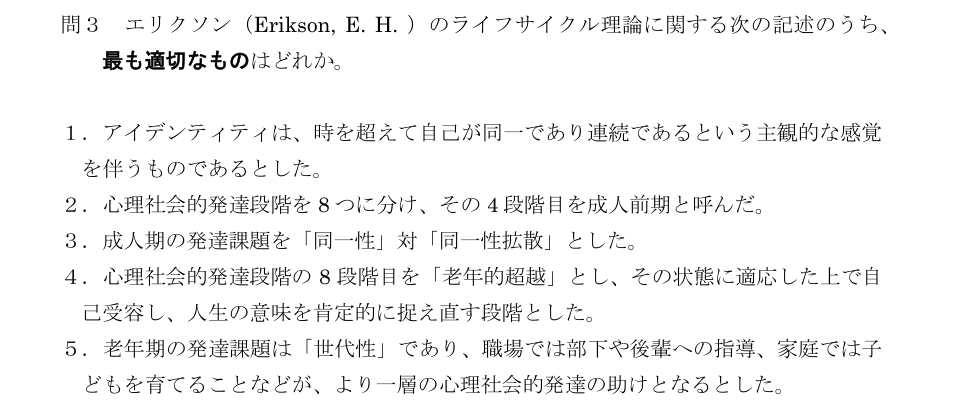 問３　エリクソン（Erikson, E. H. ）のライフサイクル理論に関する次の記述のうち、
最も適切なものはどれか。
１．アイデンティティは、時を超えて自己が同一であり連続であるという主観的な感覚
を伴うものであるとした。
２．心理社会的発達段階を８つに分け、その４段階目を成人前期と呼んだ。
３．成人期の発達課題を「同一性」対「同一性拡散」とした。
４．心理社会的発達段階の８段階目を「老年的超越」とし、その状態に適応した上で自
己受容し、人生の意味を肯定的に捉え直す段階とした。
５．老年期の発達課題は「世代性」であり、職場では部下や後輩への指導、家庭では子
どもを育てることなどが、より一層の心理社会的発達の助けとなるとした。